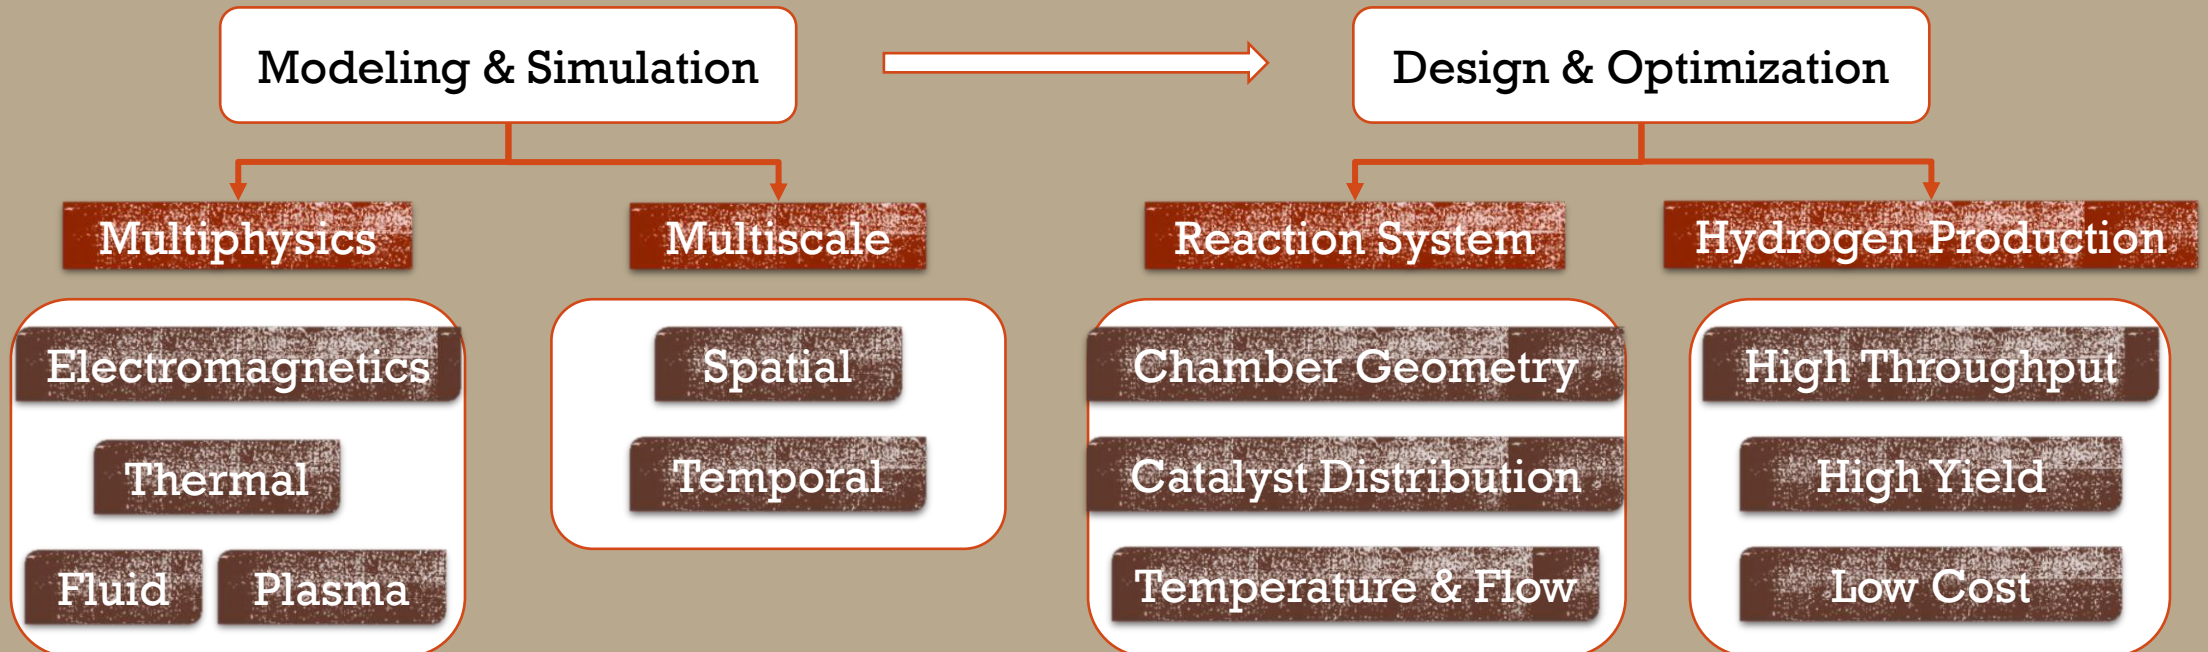 Modeling & Simulation
Design & Optimization
Multiphysics
Multiscale
Reaction System
Hydrogen Production
Electromagnetics
Thermal
Fluid
Plasma
Spatial
Temporal
Chamber Geometry
Catalyst Distribution
Temperature & Flow
High Throughput
High Yield
Low Cost